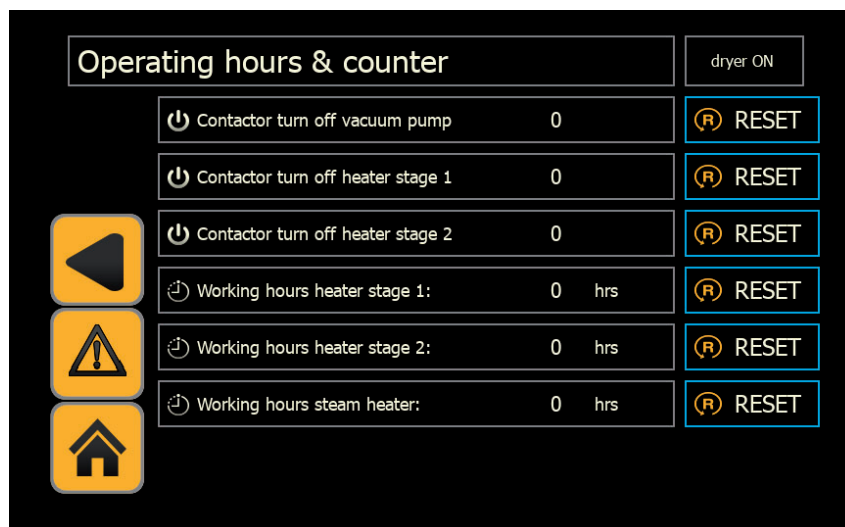 Operating hours & counter
dryer ON
Contactor turn off vacuum pump 0
R RESET
Contactor turn off heater stage 1 0
R RESET
Contactor turn off heater stage 2 0
R RESET
Working hours heater stage 1: 0 hrs
R RESET
Working hours heater stage 2: 0 hrs
R RESET
Working hours steam heater: 0 hrs
R RESET